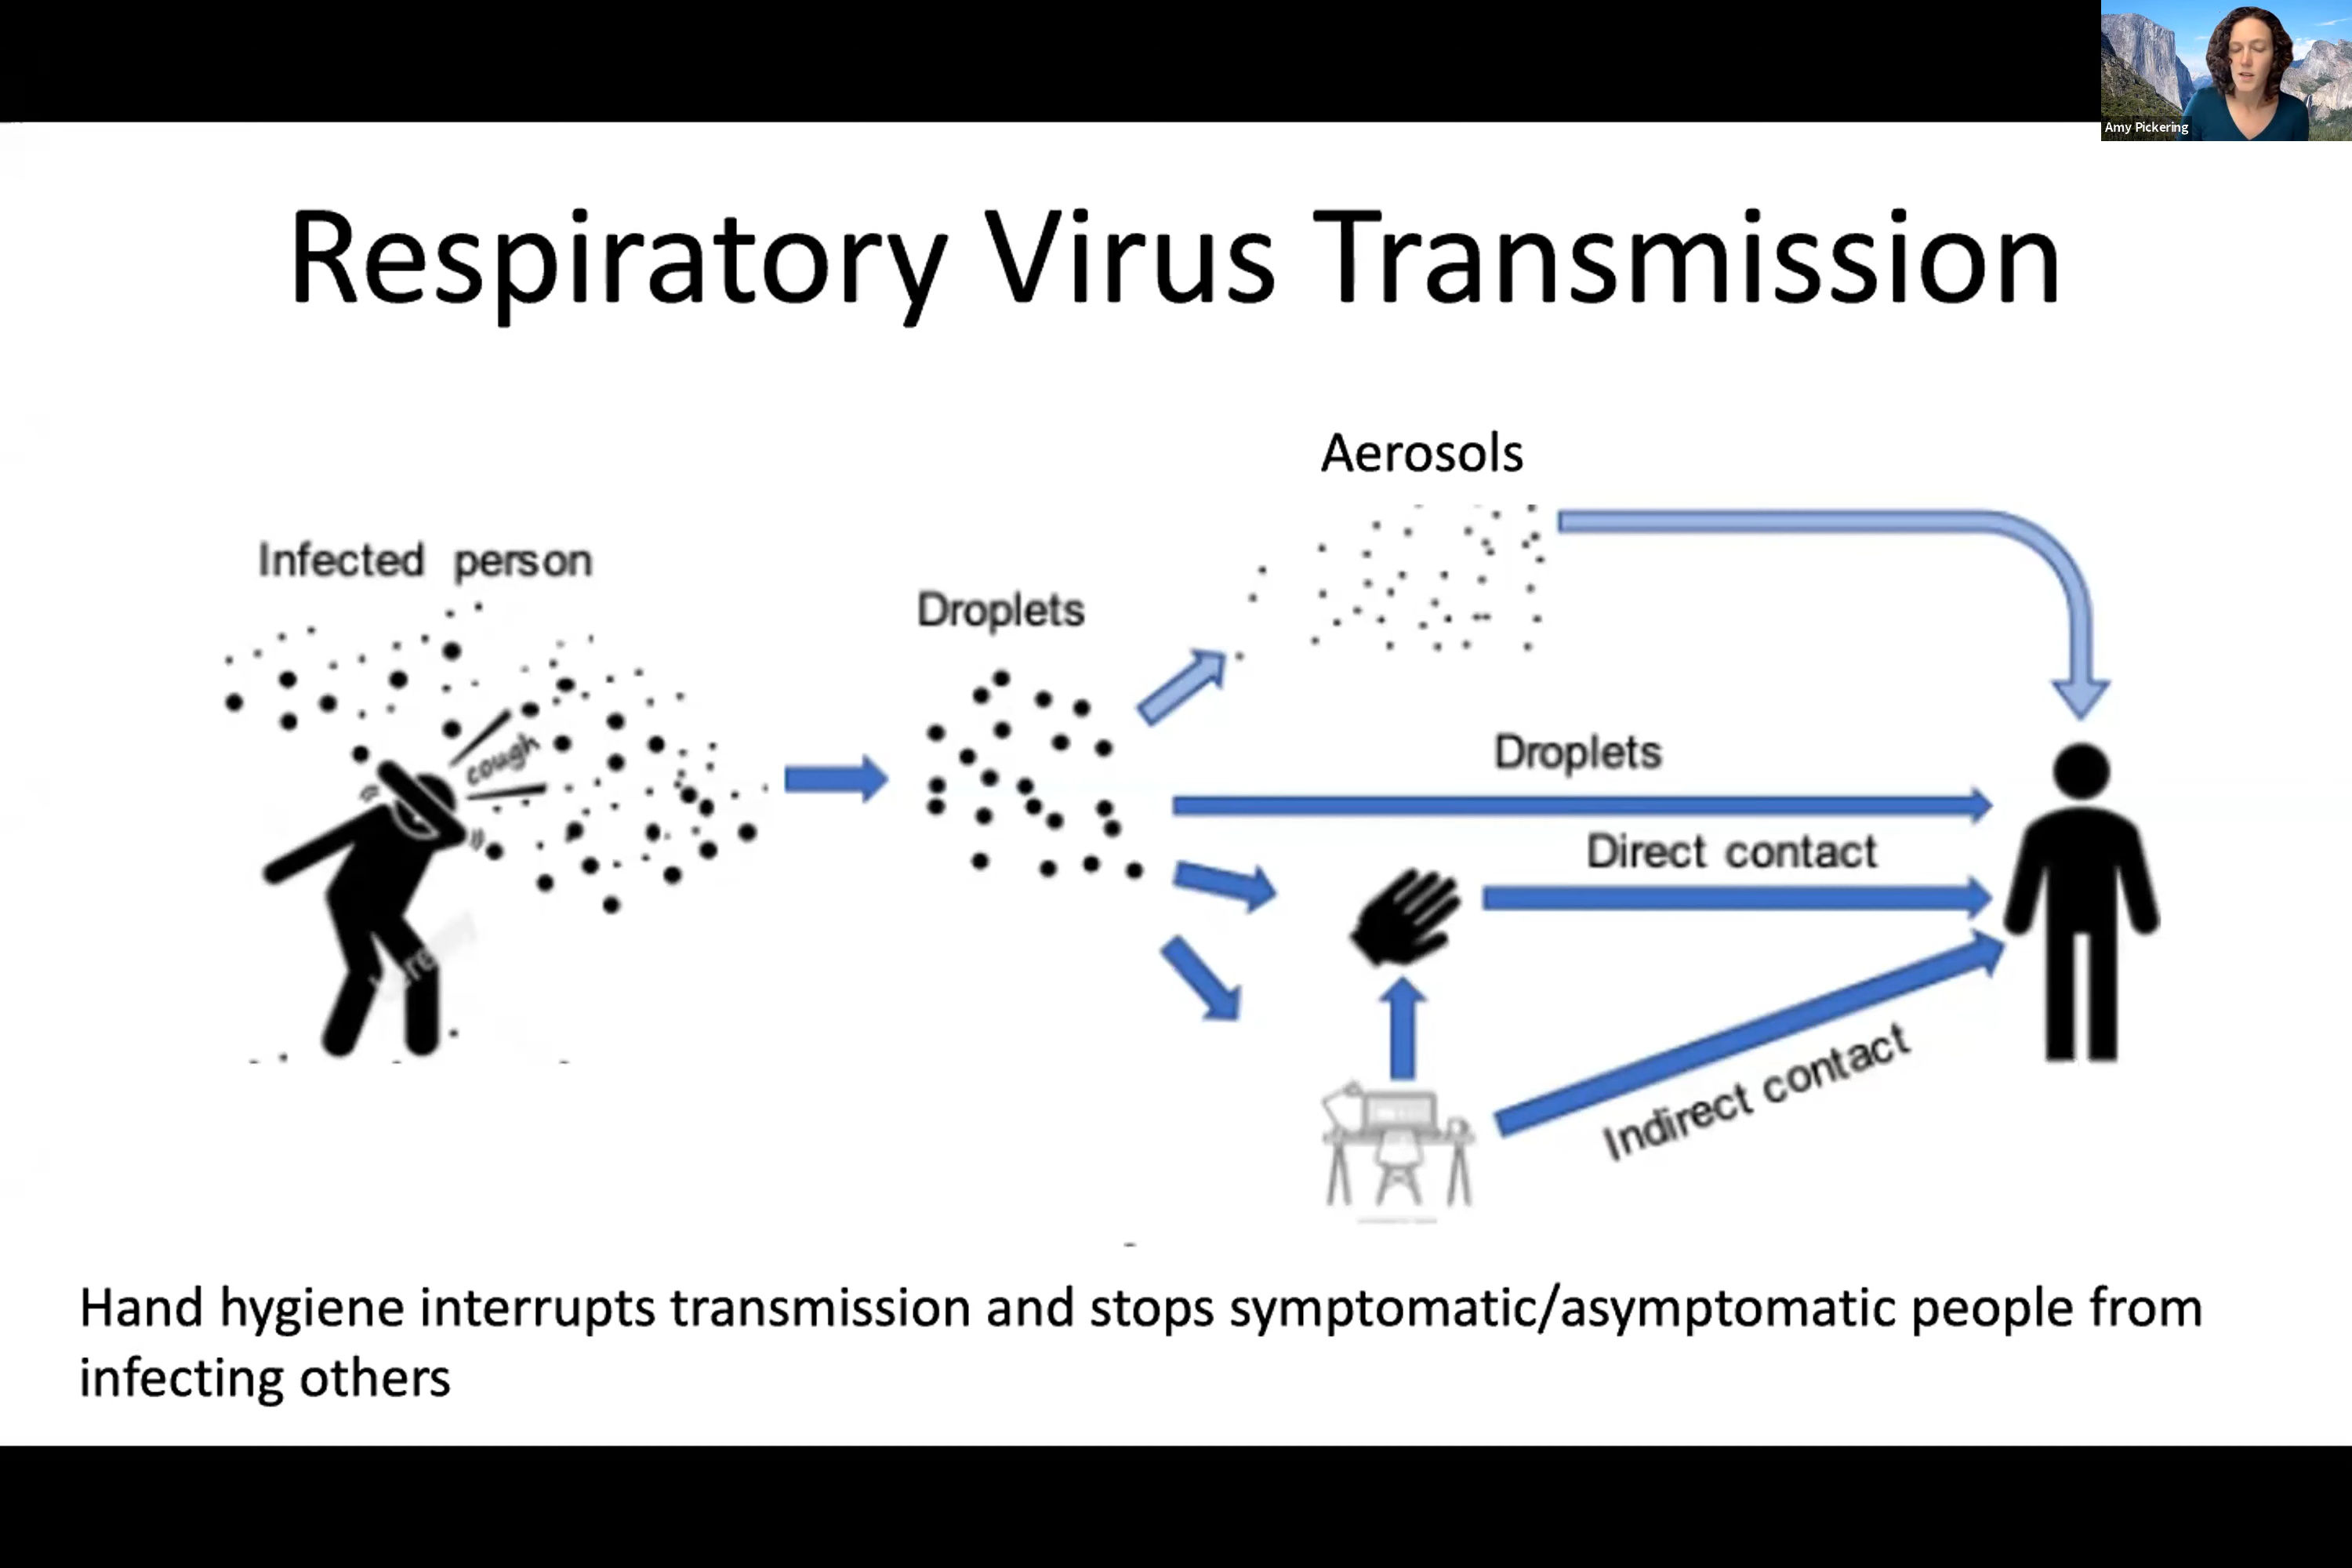 Amy Pickering
Respiratory Virus Transmission
Aerosols
Infected person
Droplets
cough
Droplets
Direct contact
Indirect contact
Hand hygiene interrupts transmission and stops symptomatic/asymptomatic people from
infecting others